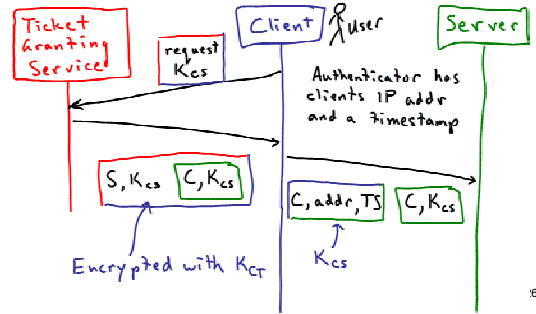 Ticket
Granting
Service
Client
User
Server
request
Kcs
Authenticator has
clients IP addr
and a timestamp
S, Kcs
C, Kcs
C, addr, TS
C, Kcs
Encrypted with KCT
Kcs